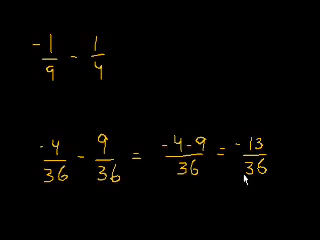 -1/9 - 1/4
-4/36 - 9/36 = -4-9/36 = -13/36